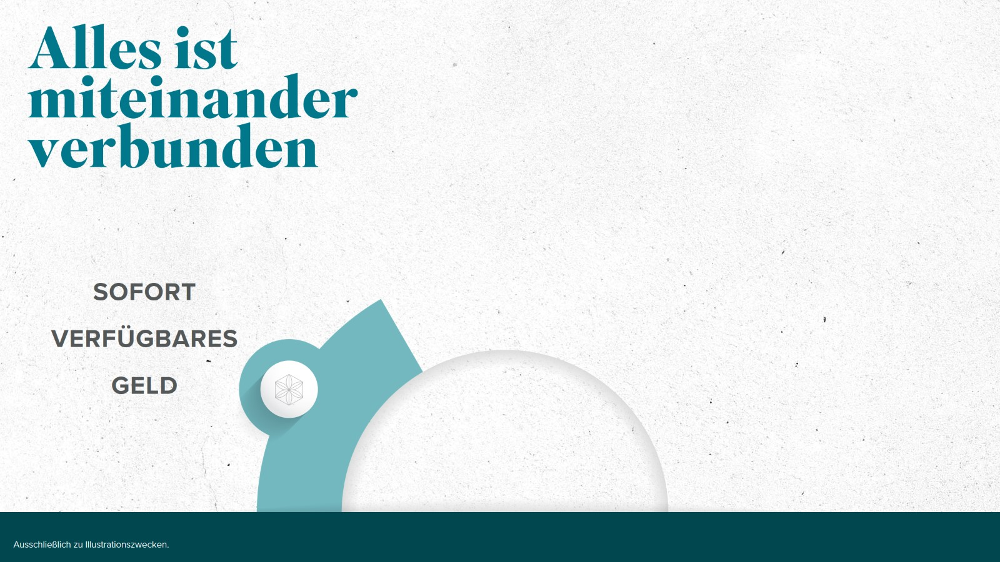 Alles ist
miteinander
verbunden
SOFORT
VERFÜGBARES
GELD
Ausschließlich zu Illustrationszwecken.